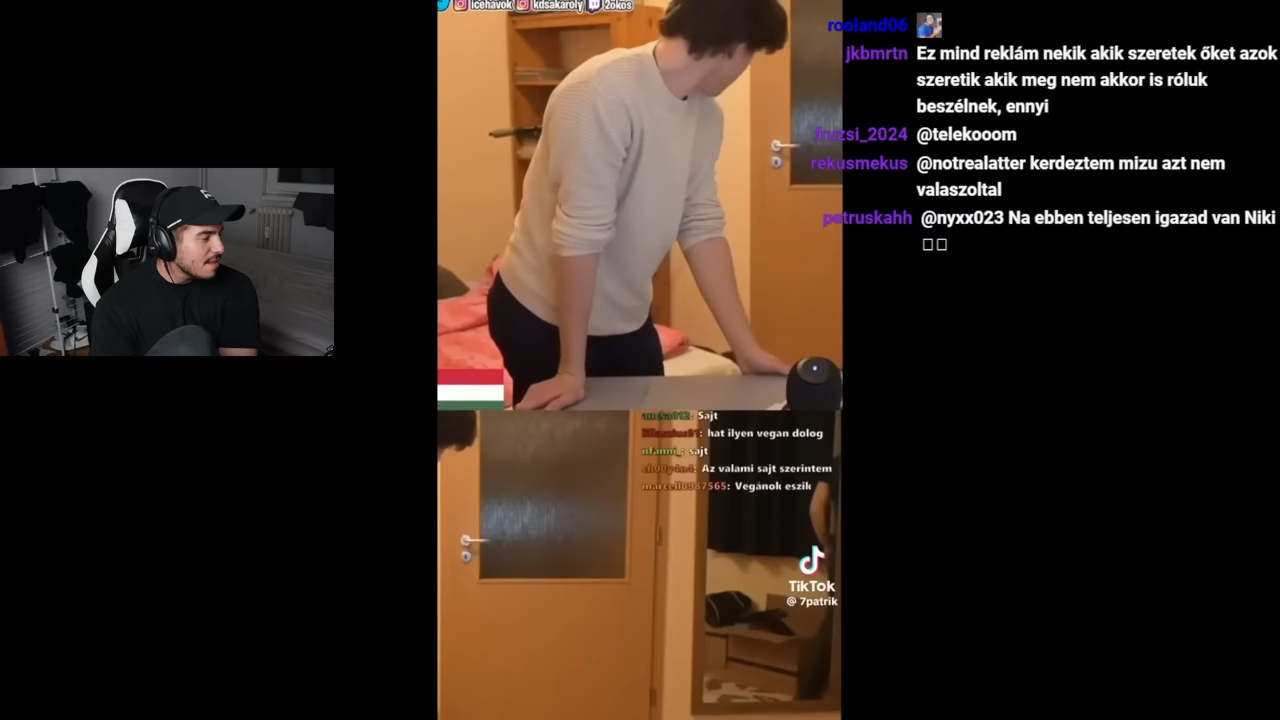 icehavok kdsakaroly 2okos
rooland06
jkbmrtn Ez mind reklám nekik akik szeretek őket azok
szeretik akik meg nem akkor is róluk
beszélnek, ennyi
fruzsi_2024 @telekooom
rekusmekus @notrealatter kerdeztem mizu azt nem
valaszoltal
petruskahh @nyxx023 Na ebben teljesen igazad van Niki
Sajt
: hat ilyen vegan dolog
nfanni_: sajt
Az valami sajt szerintem
Vegánok eszik
TikTok
@ 7patrik